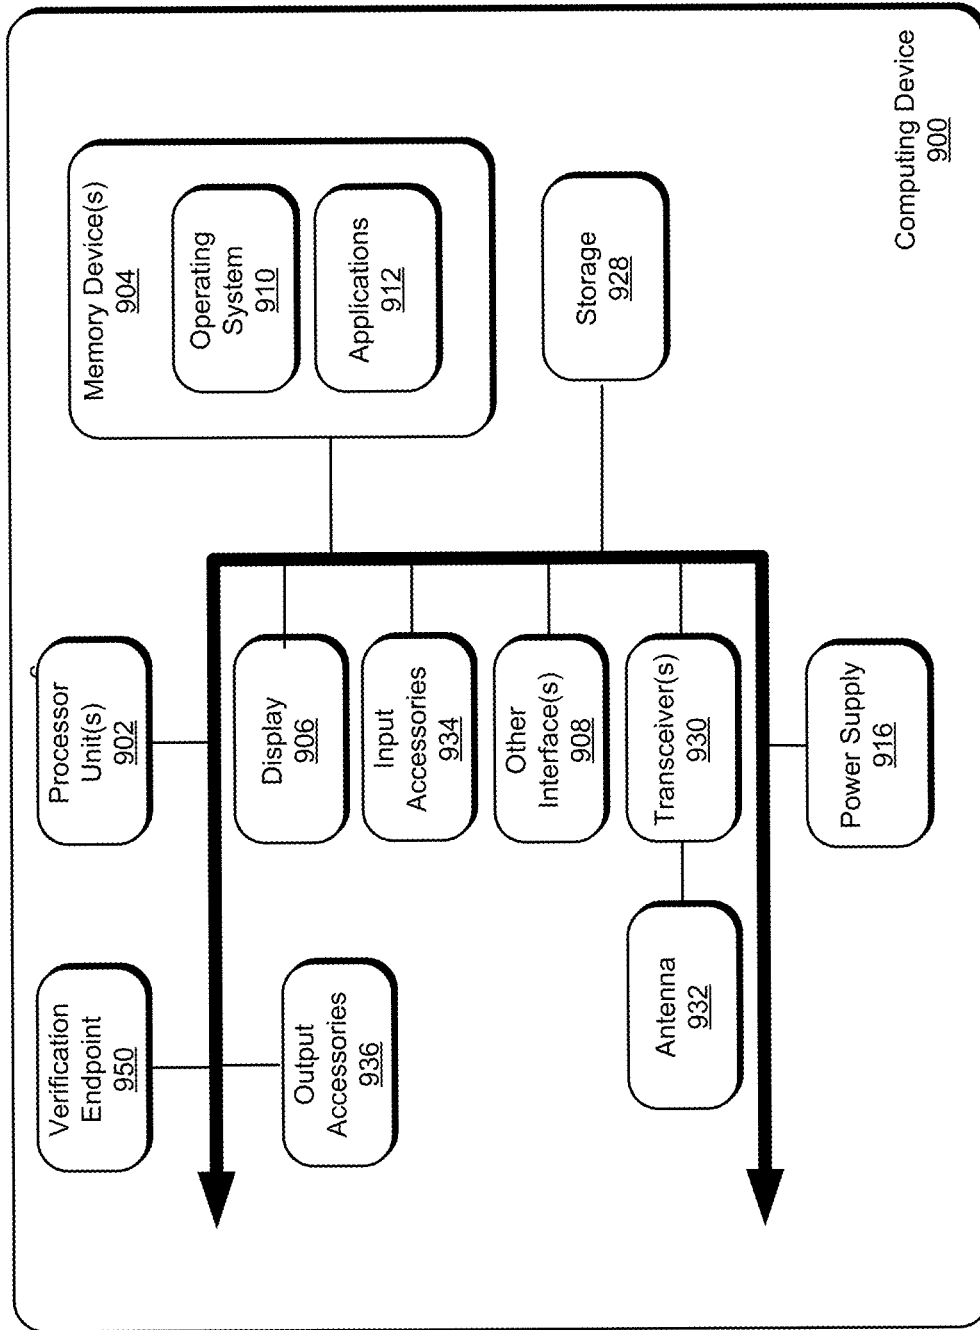 Verification
Endpoint
950
Processor
Unit(s)
902
Memory Device(s)
904
Operating
System
910
Applications
912
Output
Accessories
936
Display
906
Input
Accessories
934
Other
Interface(s)
908
Storage
928
Antenna
932
Transceiver(s)
930
Power Supply
916
Computing Device
900